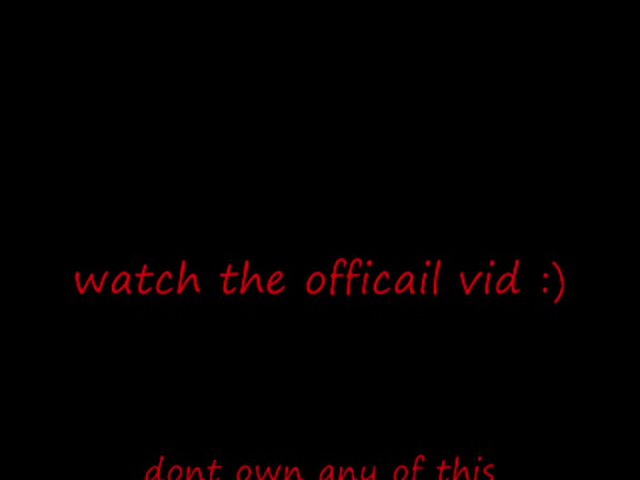 watch the officail vid :)
dont own any of this